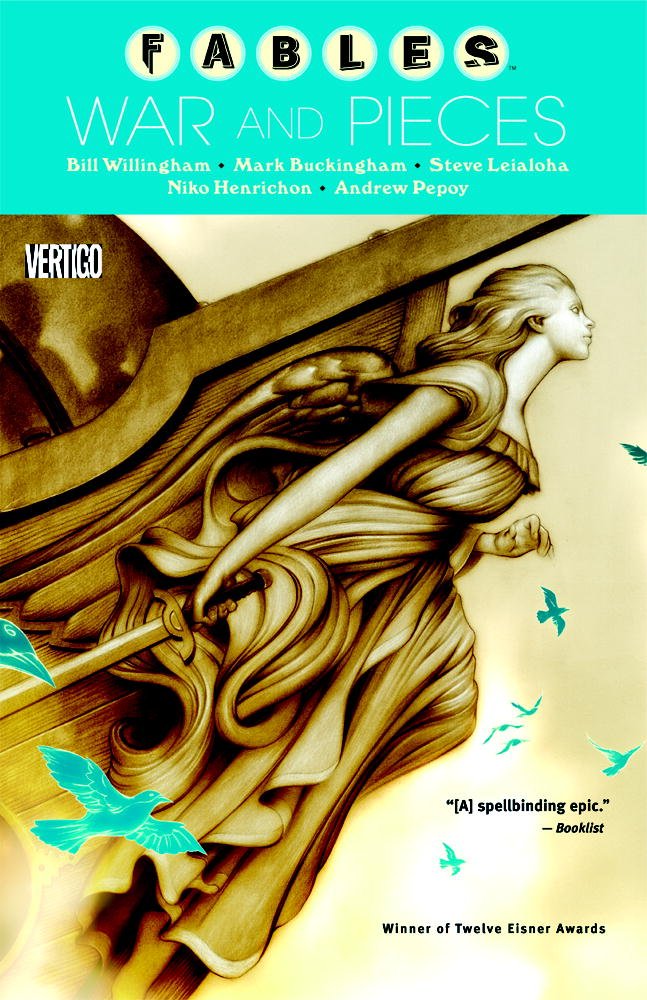 FABLES™
WAR AND PIECES
Bill Willingham • Mark Buckingham • Steve Leialoha
Niko Henrichon • Andrew Pepoy
VERTIGO
“[A] spellbinding epic.”
— Booklist
Winner of Twelve Eisner Awards